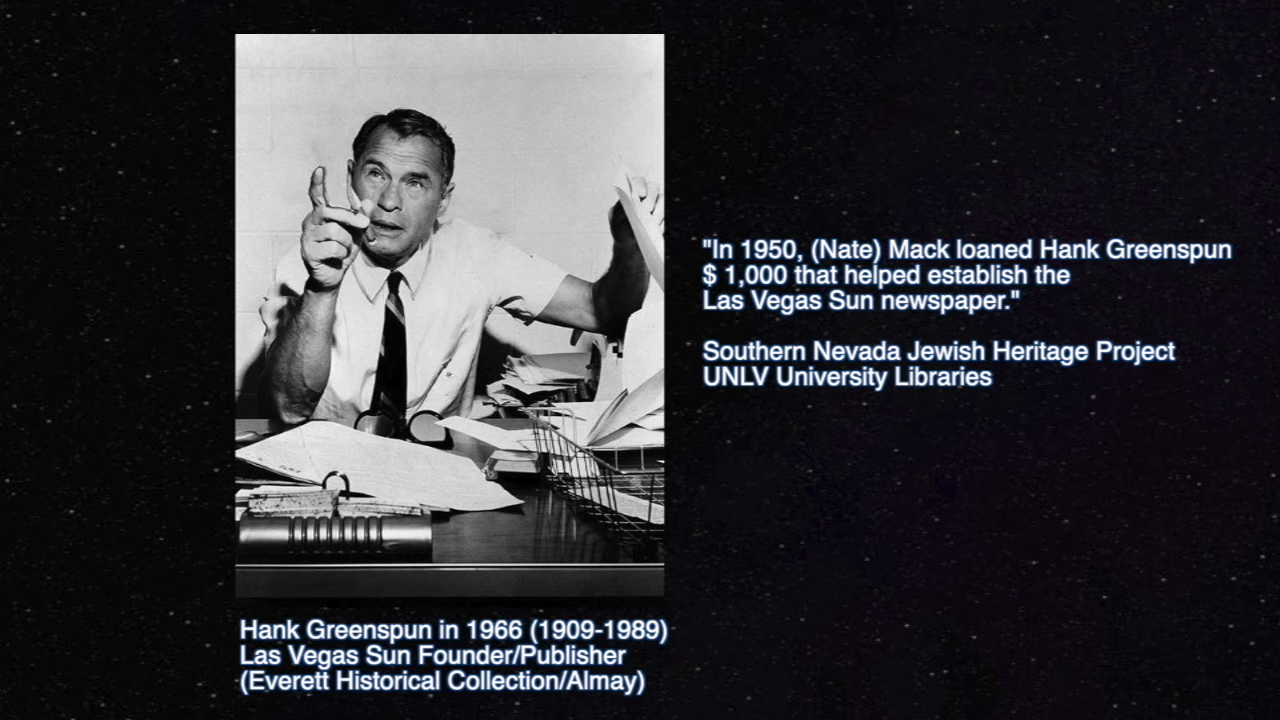 "In 1950, (Nate) Mack loaned Hank Greenspun
$ 1,000 that helped establish the
Las Vegas Sun newspaper."
Southern Nevada Jewish Heritage Project
UNLV University Libraries
Hank Greenspun in 1966 (1909-1989)
Las Vegas Sun Founder/Publisher
(Everett Historical Collection/Almay)